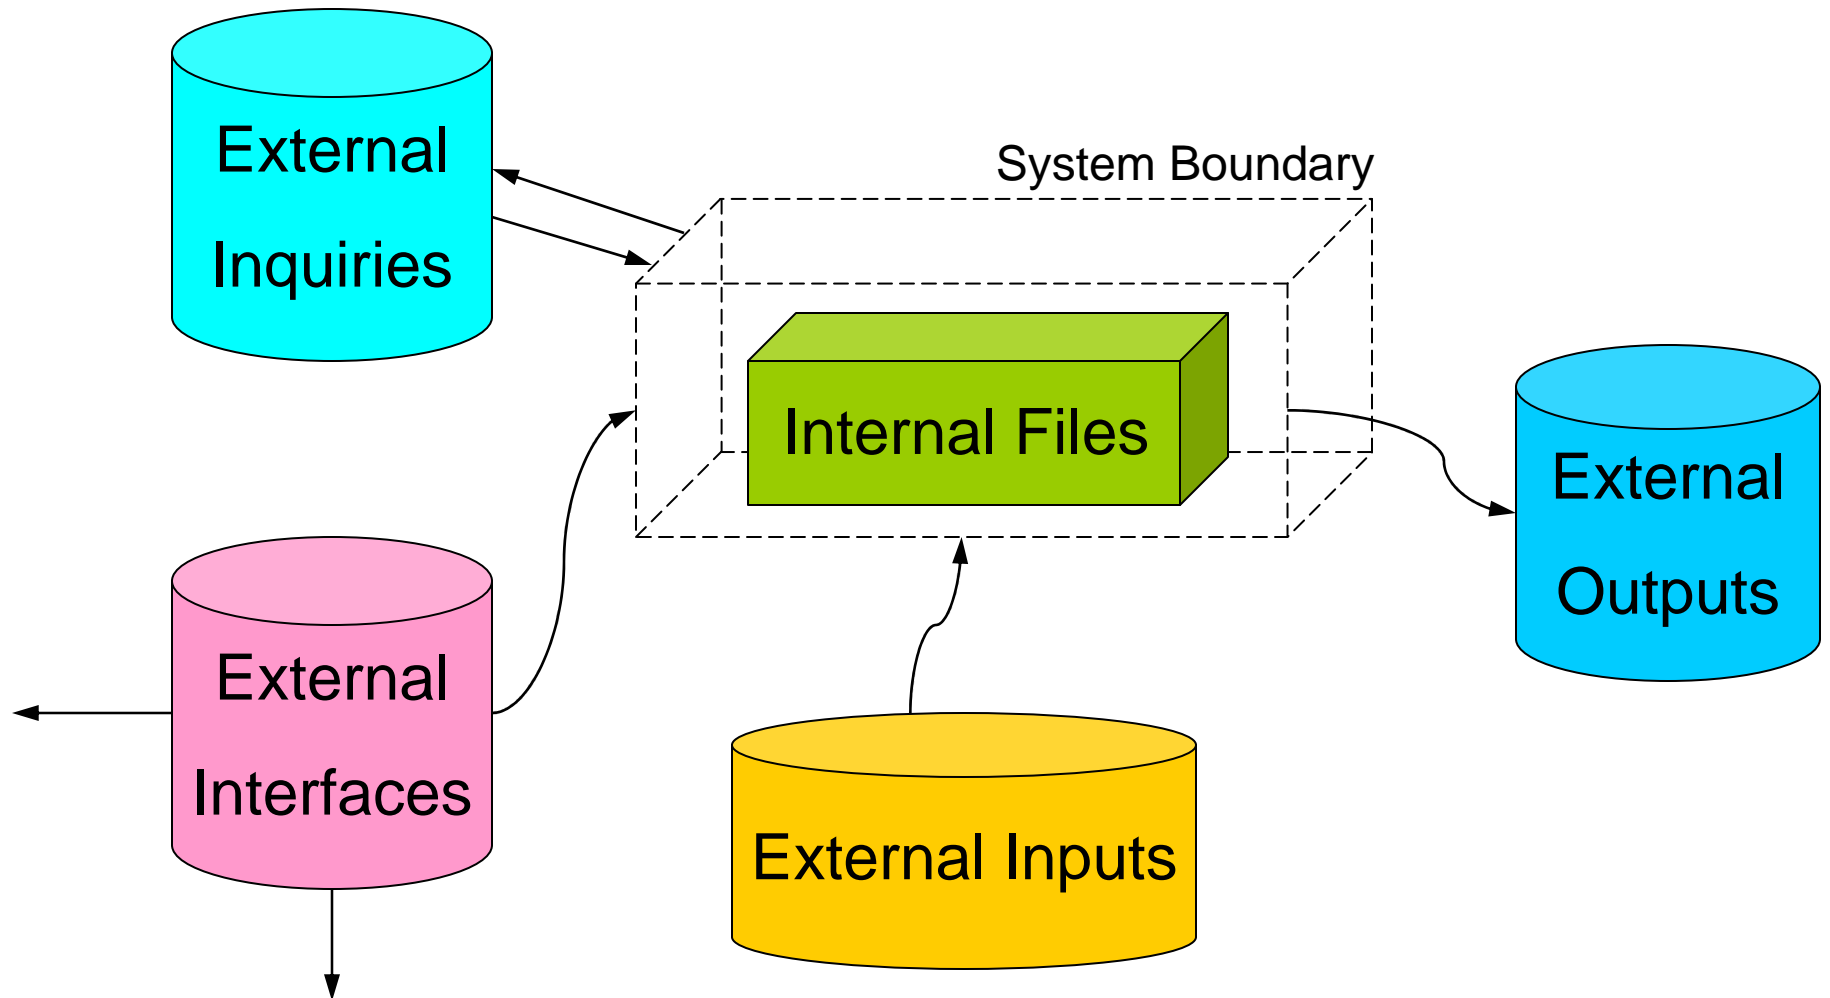 External
Inquiries
System Boundary
Internal Files
External
Outputs
External
Interfaces
External Inputs